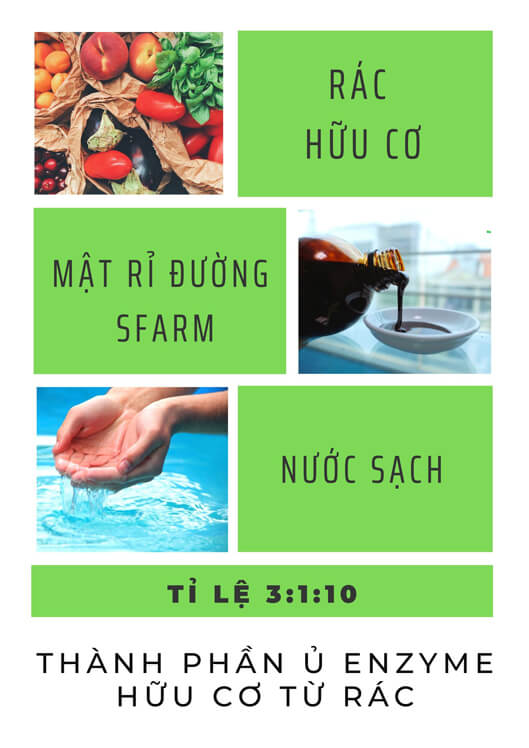 RÁC
HỮU CƠ
MẬT RỈ ĐƯỜNG
SFARM
NƯỚC SẠCH
TỈ LỆ 3:1:10
THÀNH PHẦN Ủ ENZYME
HỮU CƠ TỪ RÁC